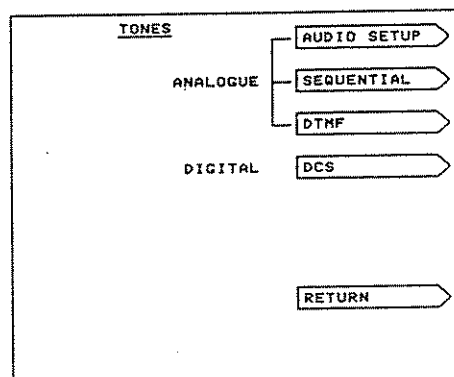 TONES
AUDIO SETUP
ANALOGUE SEQUENTIAL
DTMF
DIGITAL DCS
RETURN